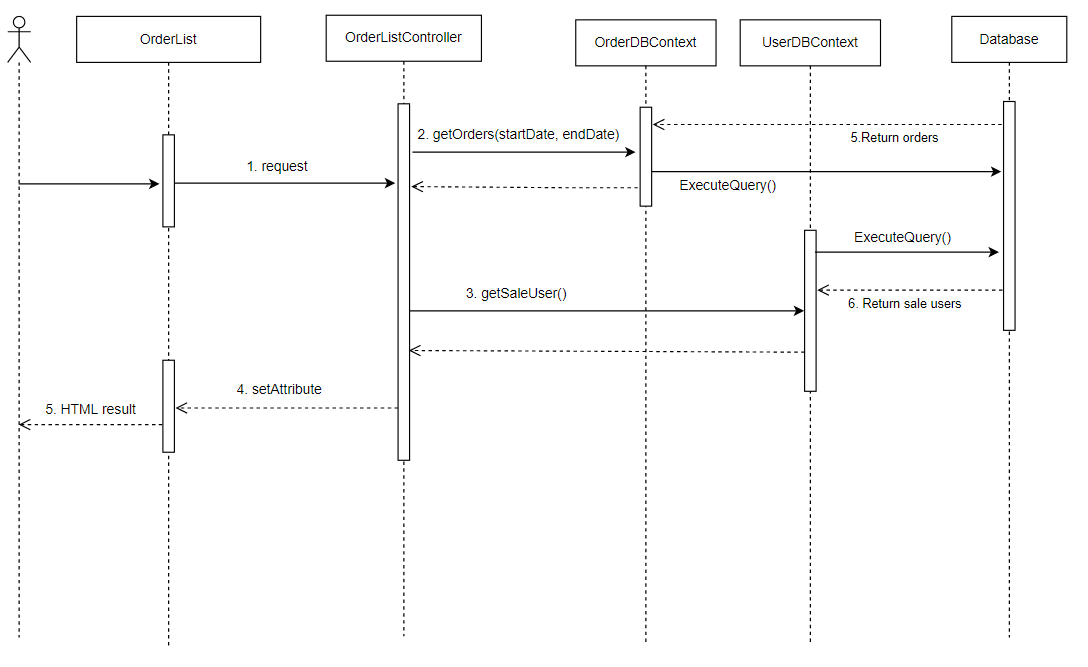 OrderList
OrderListController
OrderDBContext
UserDBContext
Database
2. getOrders(startDate, endDate)
5.Return orders
1. request
ExecuteQuery()
ExecuteQuery()
3. getSaleUser()
6. Return sale users
4. setAttribute
5. HTML result